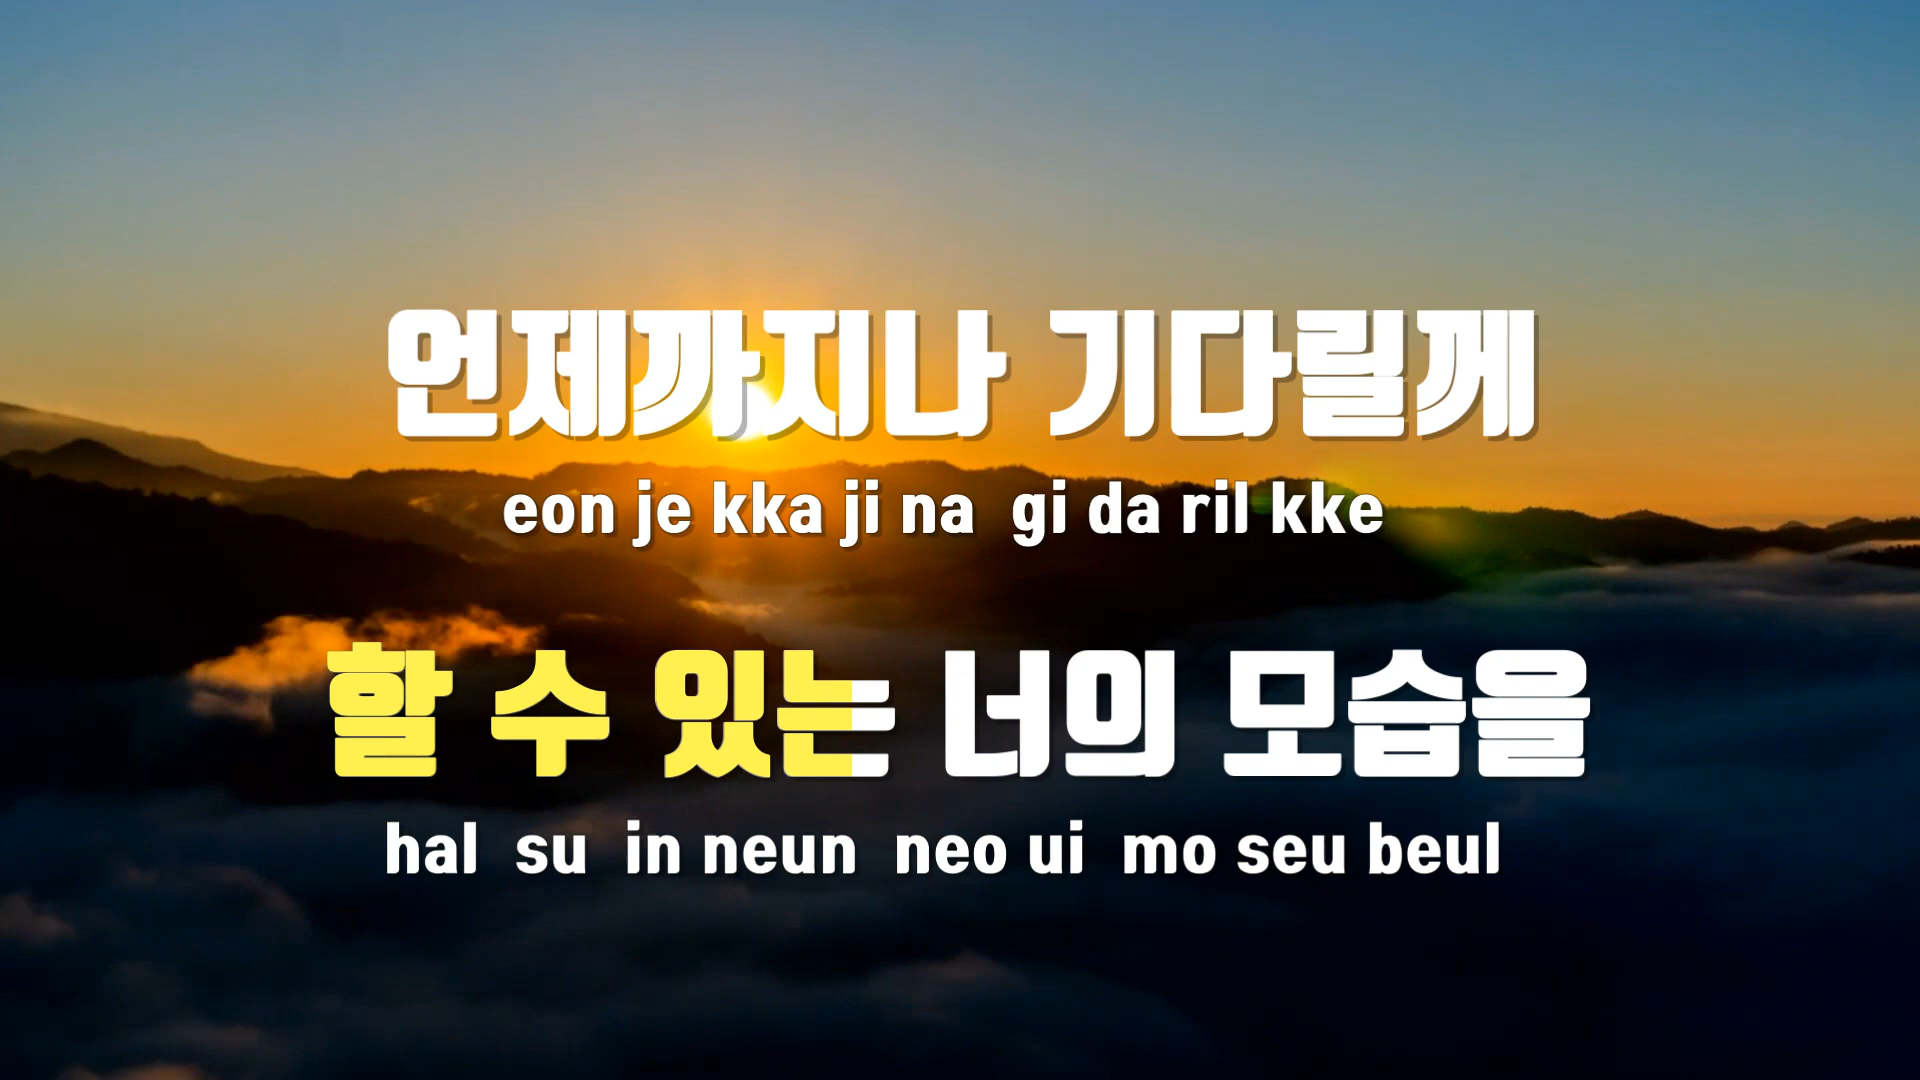 언제까지나 기다릴께
eon je kka ji na gi da ril kke
할 수 있는 너의 모습을
hal su in neun neo ui mo seu beul